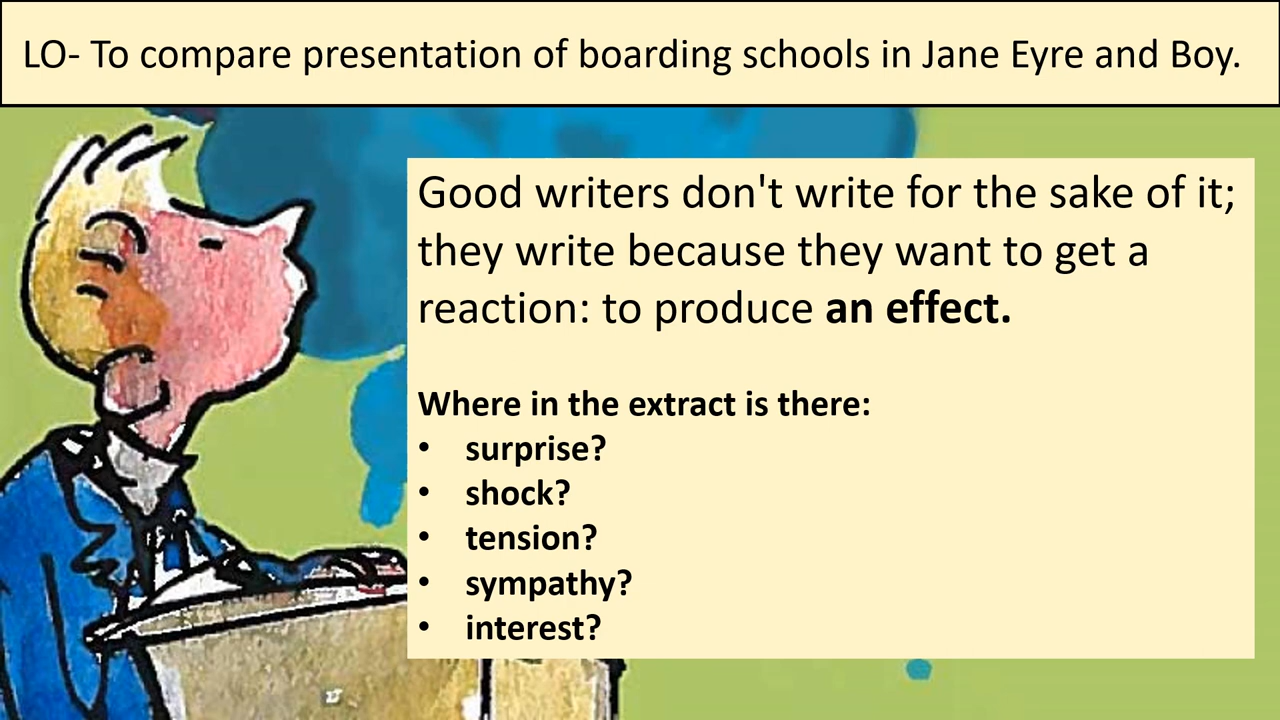 LO- To compare presentation of boarding schools in Jane Eyre and Boy.
Good writers don't write for the sake of it;
they write because they want to get a
reaction: to produce an effect.
Where in the extract is there:
• surprise?
• shock?
• tension?
• sympathy?
• interest?